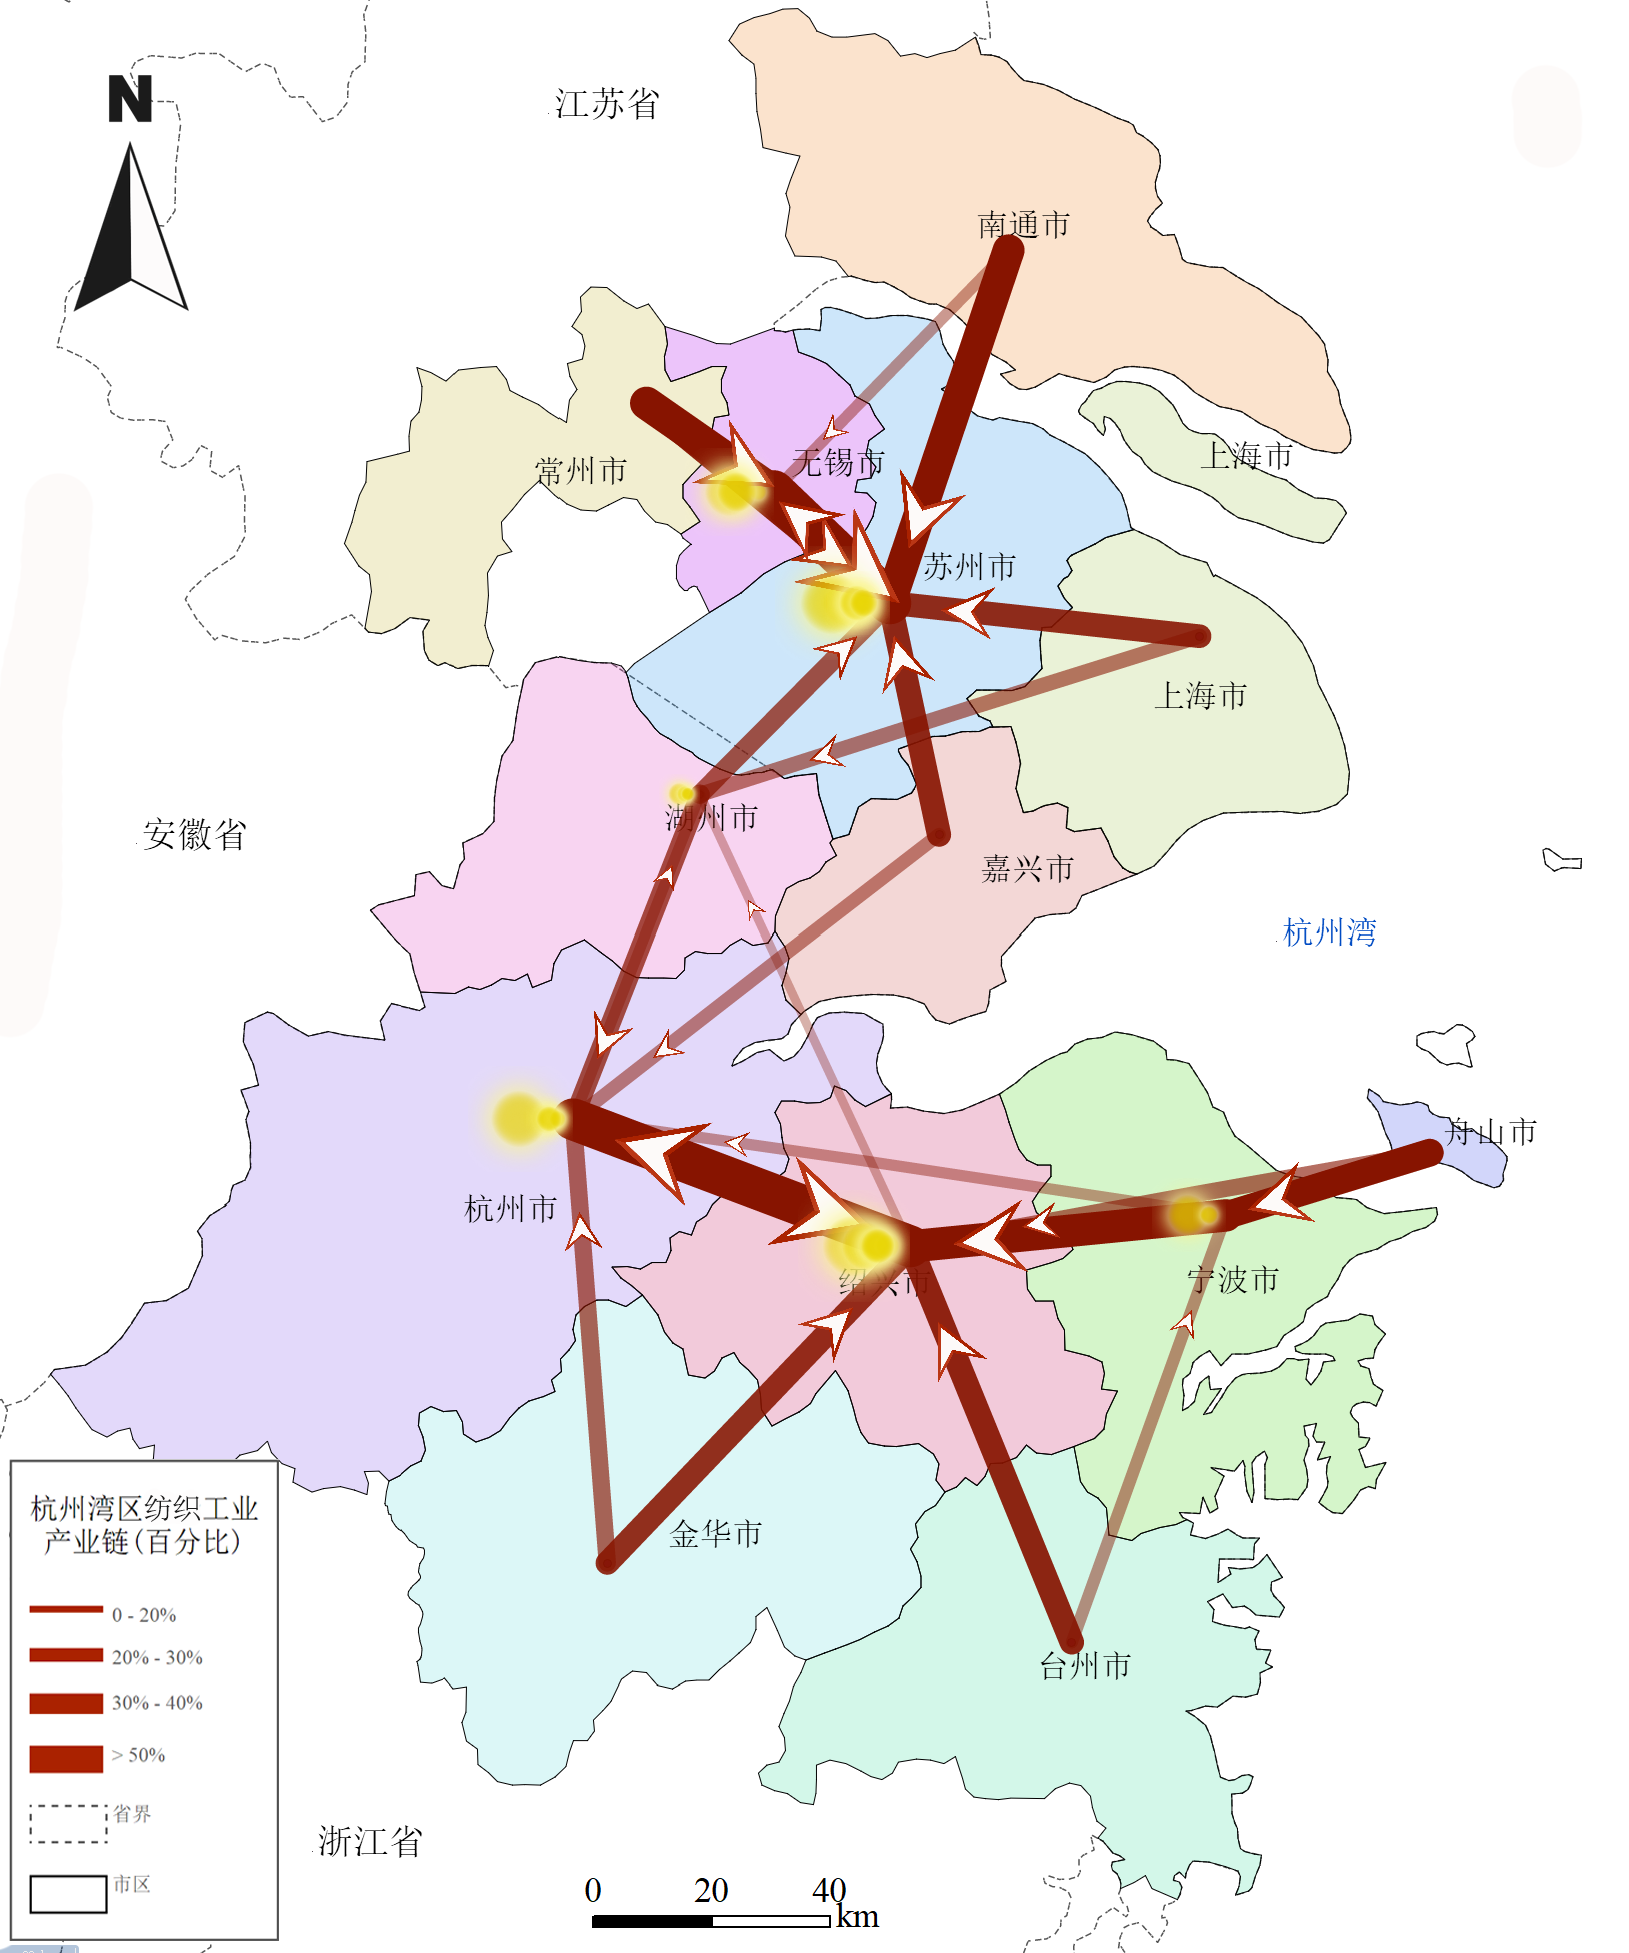 N
江苏省
南通市
上海市
无锡市
常州市
苏州市
上海市
湖州市
安徽省
嘉兴市
杭州湾
舟山市
杭州市
绍兴市
宁波市
金华市
台州市
浙江省
杭州湾区纺织工业
产业链(百分比)
0 - 20%
20% - 30%
30% - 40%
> 50%
省界
市区
0 20 40
km